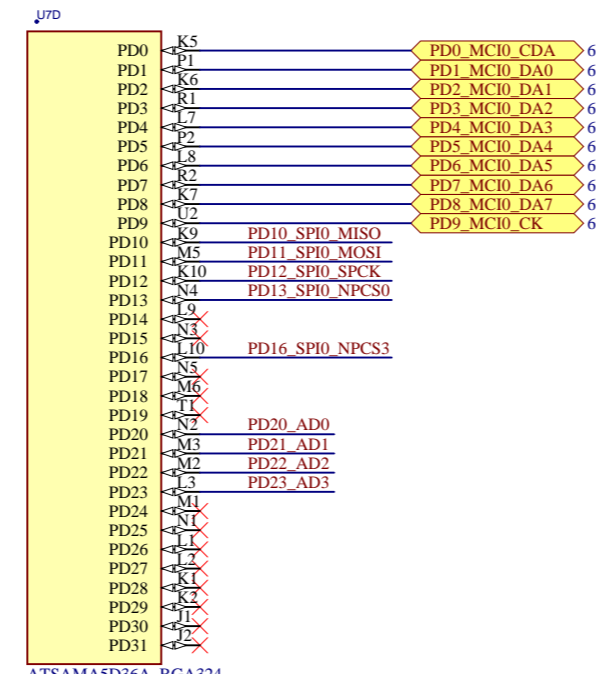 U7D
PD0 K5 PD0_MCI0_CDA 6
PD1 P1 PD1_MCI0_DA0 6
PD2 K6 PD2_MCI0_DA1 6
PD3 R1 PD3_MCI0_DA2 6
PD4 L7 PD4_MCI0_DA3 6
PD5 P2 PD5_MCI0_DA4 6
PD6 L8 PD6_MCI0_DA5 6
PD7 R2 PD7_MCI0_DA6 6
PD8 K7 PD8_MCI0_DA7 6
PD9 U2 PD9_MCI0_CK 6
PD10 K9 PD10_SPI0_MISO
PD11 M5 PD11_SPI0_MOSI
PD12 K10 PD12_SPI0_SPCK
PD13 N4 PD13_SPI0_NPCS0
PD14 L9
PD15 N3
PD16 L10 PD16_SPI0_NPCS3
PD17 N5
PD18 M6
PD19 T1
PD20 N2 PD20_AD0
PD21 M3 PD21_AD1
PD22 M2 PD22_AD2
PD23 L3 PD23_AD3
PD24 M1
PD25 N1
PD26 L1
PD27 L2
PD28 K1
PD29 K2
PD30 J1
PD31 J2
ATSAMA5D36A_BGA324